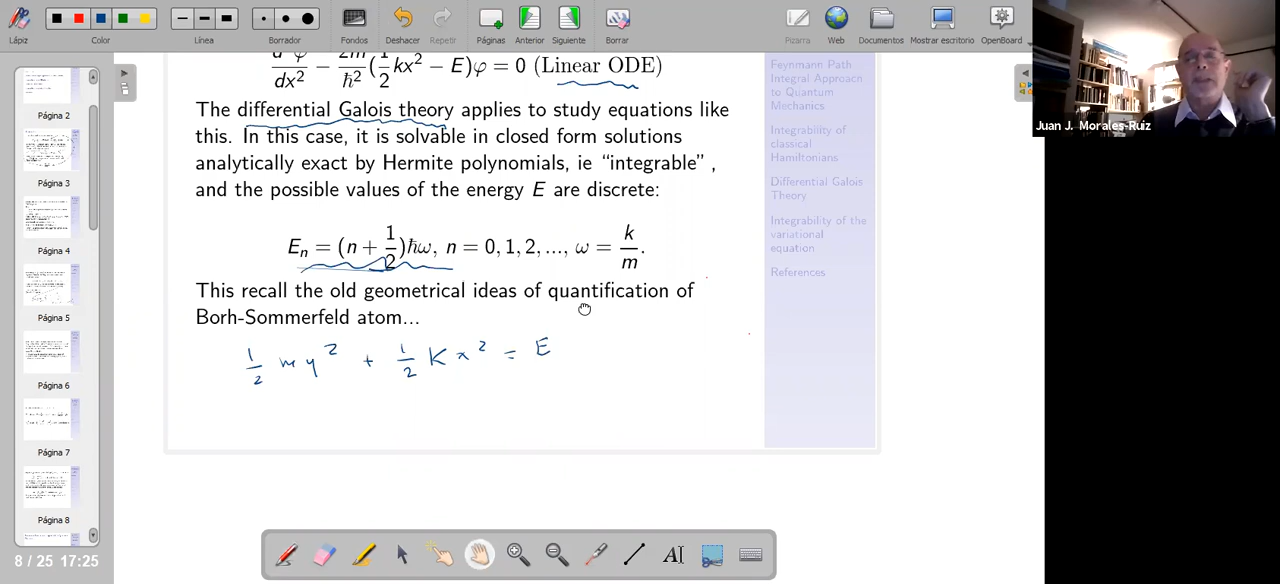 Lápiz
Color
Línea
Borrador
Fondos
Deshacer
Repetir
Páginas
Anterior
Siguiente
Borrar
Pizarra
Web
Documentos
Mostrar escritorio
OpenBoard
Página 2
Página 3
Página 4
Página 5
Página 6
Página 7
Página 8
8 / 25 17:25
d²φ/dx² − 2m/ℏ² (1/2 kx² − E)φ = 0 (Linear ODE)
The differential Galois theory applies to study equations like
this. In this case, it is solvable in closed form solutions
analytically exact by Hermite polynomials, ie “integrable” ,
and the possible values of the energy E are discrete:
Eₙ = (n + 1/2)ℏω, n = 0, 1, 2, ..., ω = k/m.
This recall the old geometrical ideas of quantification of
Borh-Sommerfeld atom...
1/2 m y² + 1/2 K x² = E
Feynmann Path
Integral Approach
to Quantum
Mechanics.
Integrability of
classical
Hamiltonians
Differential Galois
Theory
Integrability of the
variational
equation
References
Juan J. Morales-Ruiz